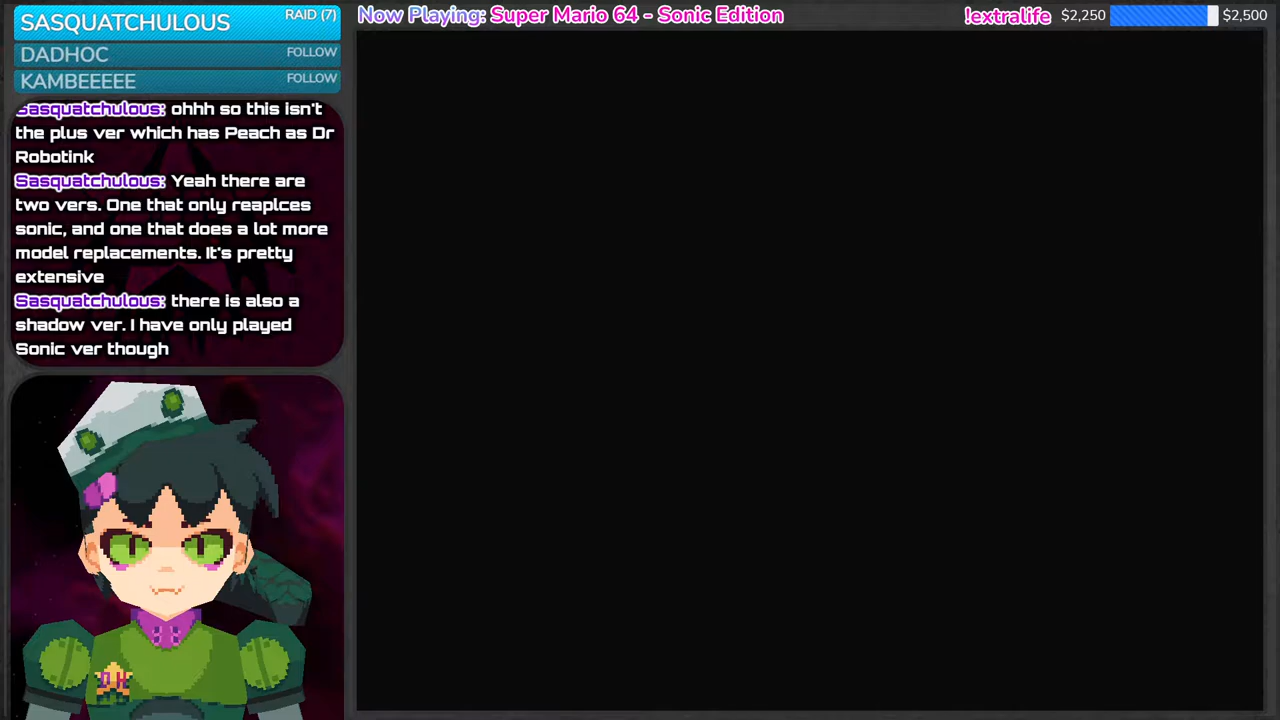 SASQUATCHULOUS RAID (7)
DADHOC FOLLOW
KAMBEEEEE FOLLOW
Now Playing: Super Mario 64 - Sonic Edition
!extralife $2,250 $2,500
Sasquatchulous: ohhh so this isn't
the plus ver which has Peach as Dr
Robotink
Sasquatchulous: Yeah there are
two vers. One that only reaplces
sonic, and one that does a lot more
model replacements. It's pretty
extensive
Sasquatchulous: there is also a
shadow ver. I have only played
Sonic ver though